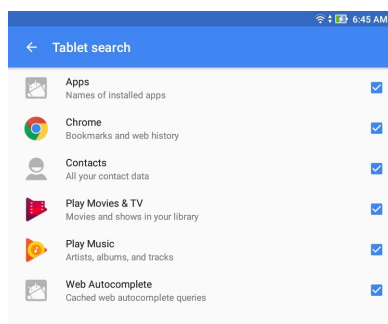 6:45 AM
Tablet search
Apps
Names of installed apps
Chrome
Bookmarks and web history
Contacts
All your contact data
Play Movies & TV
Movies and shows in your library
Play Music
Artists, albums, and tracks
Web Autocomplete
Cached web autocomplete queries